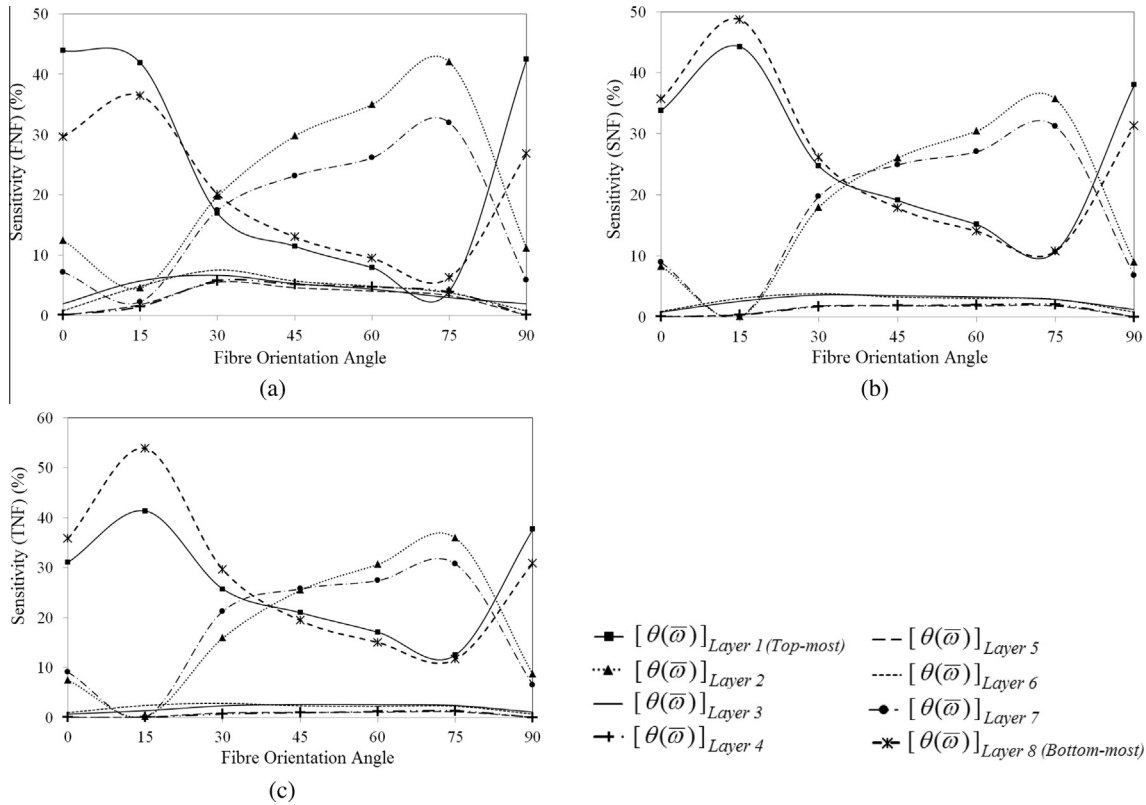 50
40
30
20
10
0
Sensitivity (FNF) (%)
0 15 30 45 60 75 90
Fibre Orientation Angle
(a)
50
40
30
20
10
0
Sensitivity (SNF) (%)
0 15 30 45 60 75 90
Fibre Orientation Angle
(b)
60
50
40
30
20
10
0
Sensitivity (TNF) (%)
0 15 30 45 60 75 90
Fibre Orientation Angle
(c)
[θ(ω̅)]Layer 1 (Top-most)
[θ(ω̅)]Layer 2
[θ(ω̅)]Layer 3
[θ(ω̅)]Layer 4
[θ(ω̅)]Layer 5
[θ(ω̅)]Layer 6
[θ(ω̅)]Layer 7
[θ(ω̅)]Layer 8 (Bottom-most)